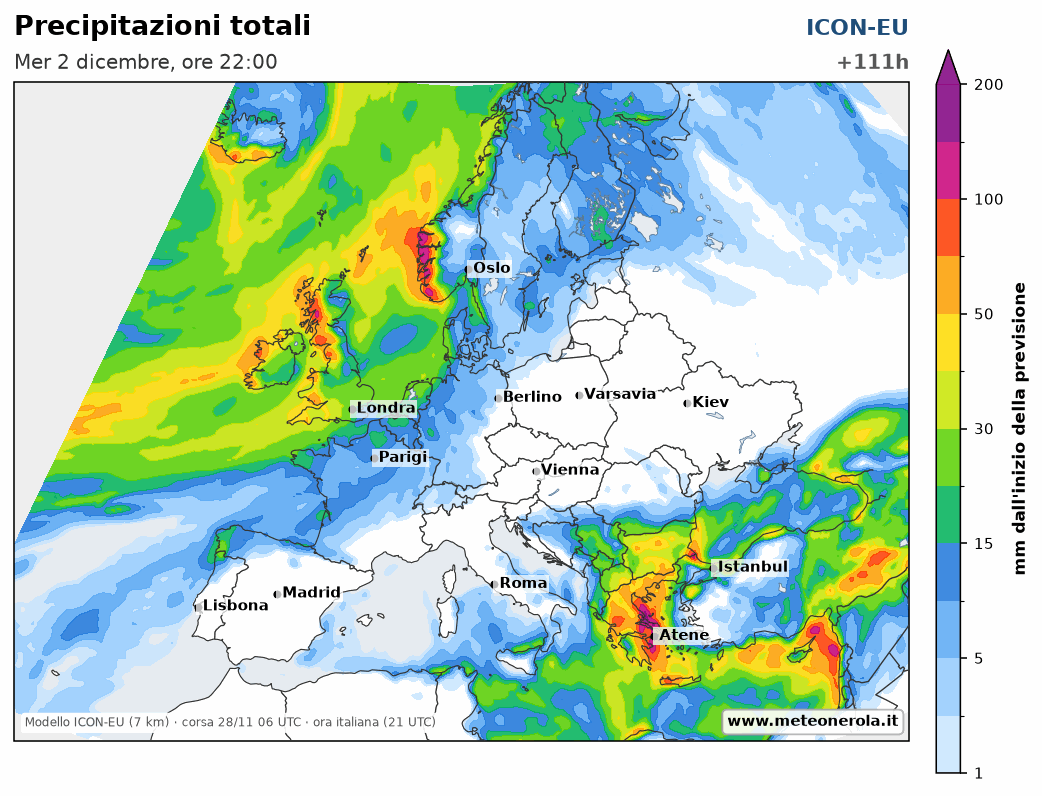 Precipitazioni totali
ICON-EU
Mer 2 dicembre, ore 22:00
+111h
200
100
50
30
15
5
1
mm dall'inizio della previsione
Oslo
Berlino
Varsavia
Kiev
Londra
Parigi
Vienna
Istanbul
Roma
Madrid
Lisbona
Atene
Modello ICON-EU (7 km) · corsa 28/11 06 UTC · ora italiana (21 UTC)
www.meteonerola.it